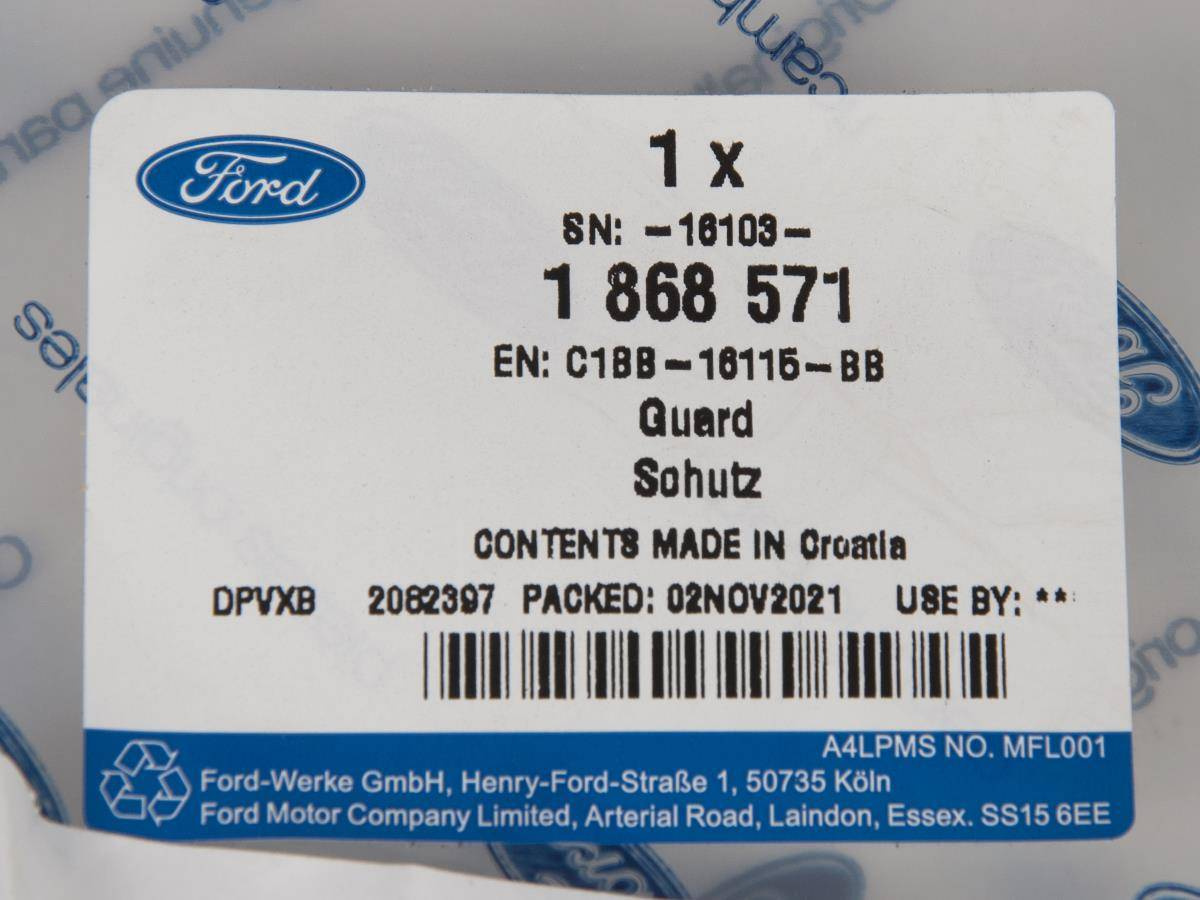 Ford
1 x
SN: -16103-
1 868 571
EN: C1BB-16115-BB
Guard
Schutz
CONTENTS MADE IN Croatia
DPVXB 2082397 PACKED: 02NOV2021 USE BY: **
A4LPMS NO. MFL001
Ford-Werke GmbH, Henry-Ford-Straße 1, 50735 Köln
Ford Motor Company Limited, Arterial Road, Laindon, Essex. SS15 6EE